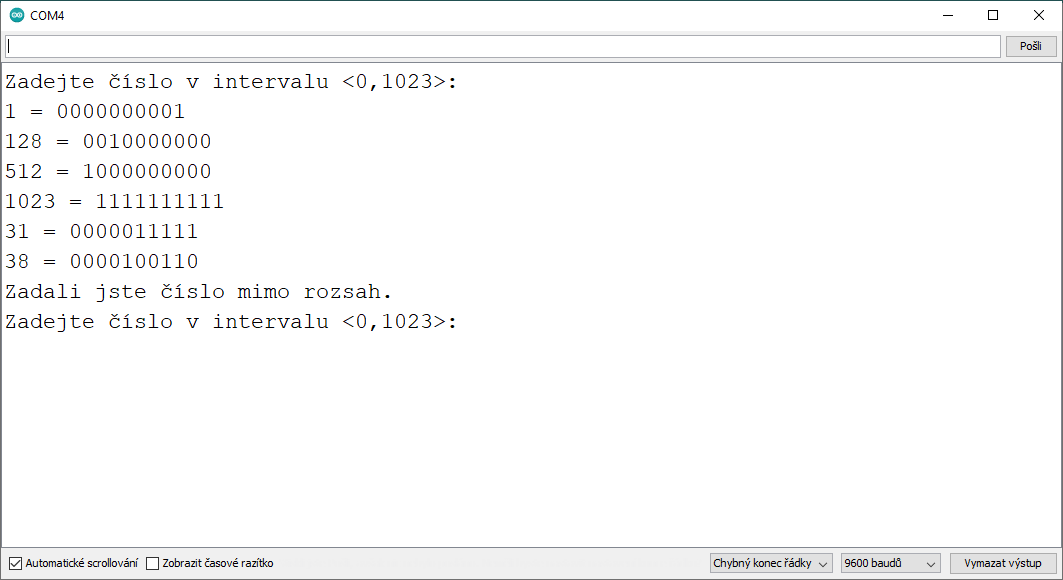 COM4
Pošli
Zadejte číslo v intervalu <0,1023>:
1 = 0000000001
128 = 0010000000
512 = 1000000000
1023 = 1111111111
31 = 0000011111
38 = 0000100110
Zadali jste číslo mimo rozsah.
Zadejte číslo v intervalu <0,1023>:
Automatické scrollování Zobrazit časové razítko Chybný konec řádky 9600 baudů Vymazat výstup